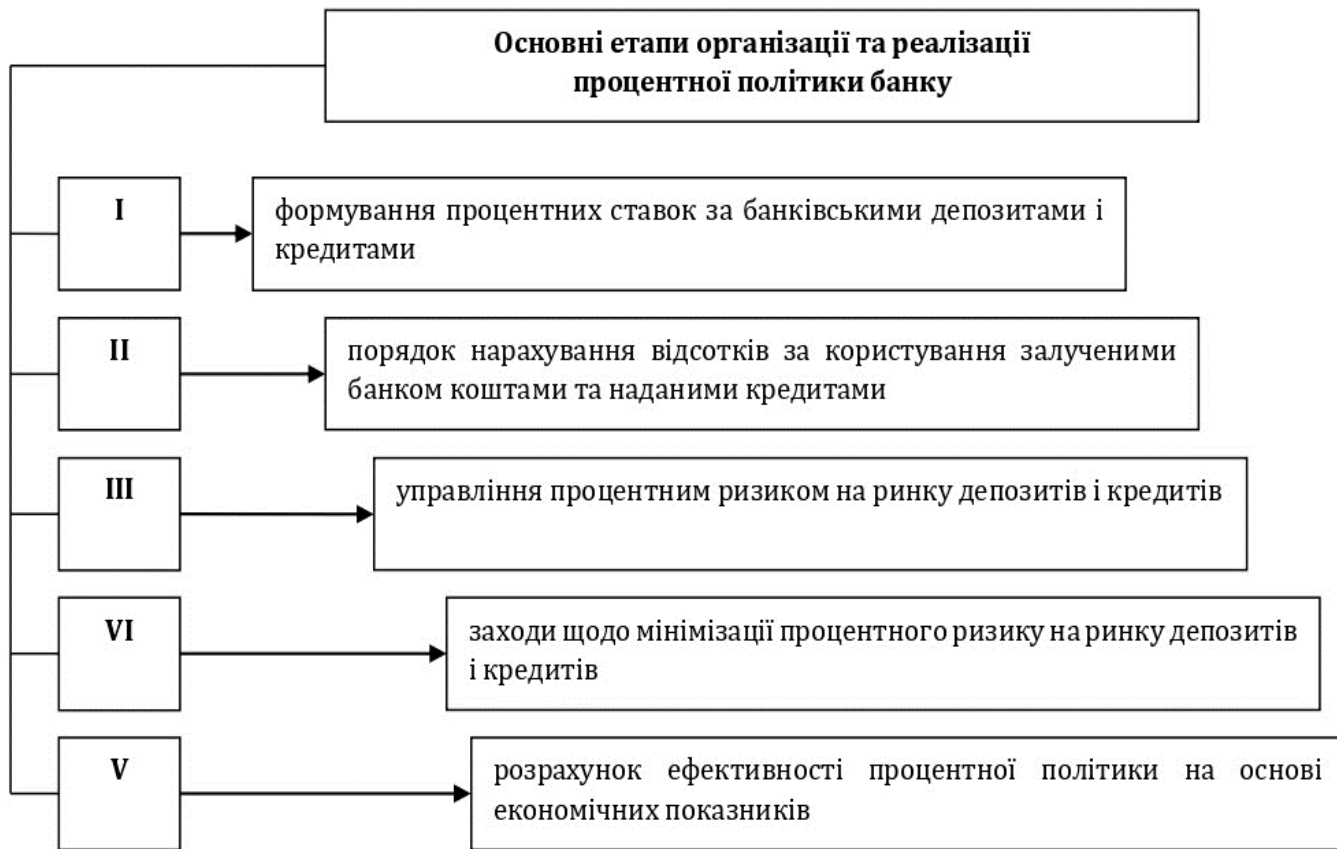 Основні етапи організації та реалізації
процентної політики банку
I
формування процентних ставок за банківськими депозитами і
кредитами
II
порядок нарахування відсотків за користування залученими
банком коштами та наданими кредитами
III
управління процентним ризиком на ринку депозитів і кредитів
VI
заходи щодо мінімізації процентного ризику на ринку депозитів
і кредитів
V
розрахунок ефективності процентної політики на основі
економічних показників